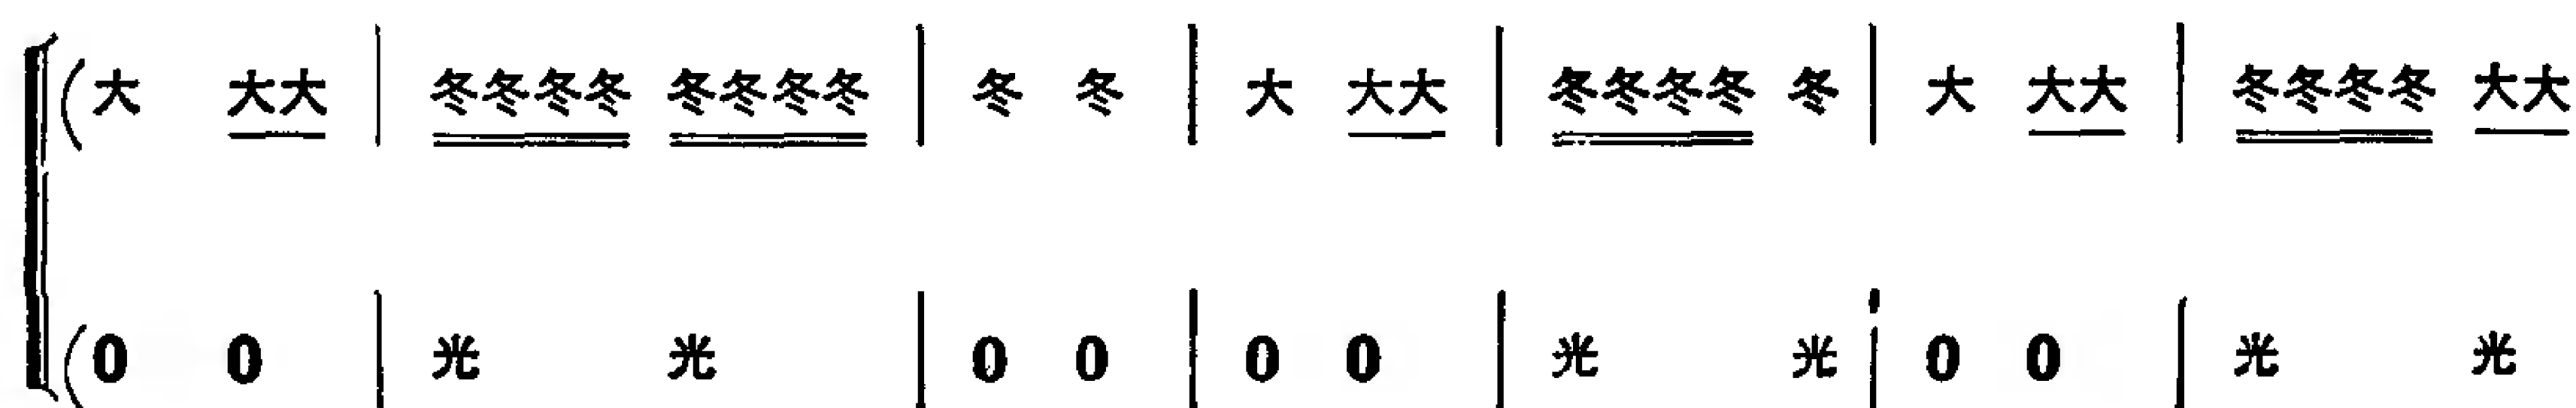 (大 大大 | 冬冬冬冬 冬冬冬冬 | 冬 冬 | 大 大大 | 冬冬冬冬 冬 | 大 大大 | 冬冬冬冬 大大
(0 0 | 光 光 | 0 0 | 0 0 | 光 光 | 0 0 | 光 光